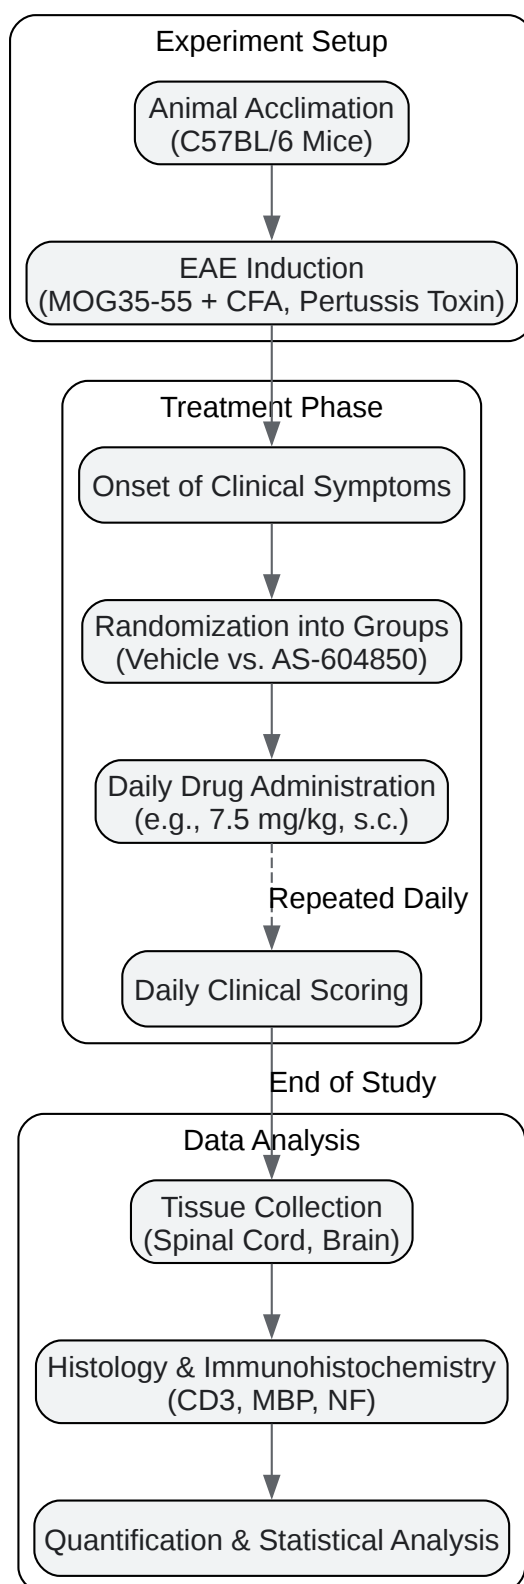 Experiment Setup
Animal Acclimation
(C57BL/6 Mice)
EAE Induction
(MOG35-55 + CFA, Pertussis Toxin)
Treatment Phase
Onset of Clinical Symptoms
Randomization into Groups
(Vehicle vs. AS-604850)
Daily Drug Administration
(e.g., 7.5 mg/kg, s.c.)
Repeated Daily
Daily Clinical Scoring
End of Study
Data Analysis
Tissue Collection
(Spinal Cord, Brain)
Histology & Immunohistochemistry
(CD3, MBP, NF)
Quantification & Statistical Analysis